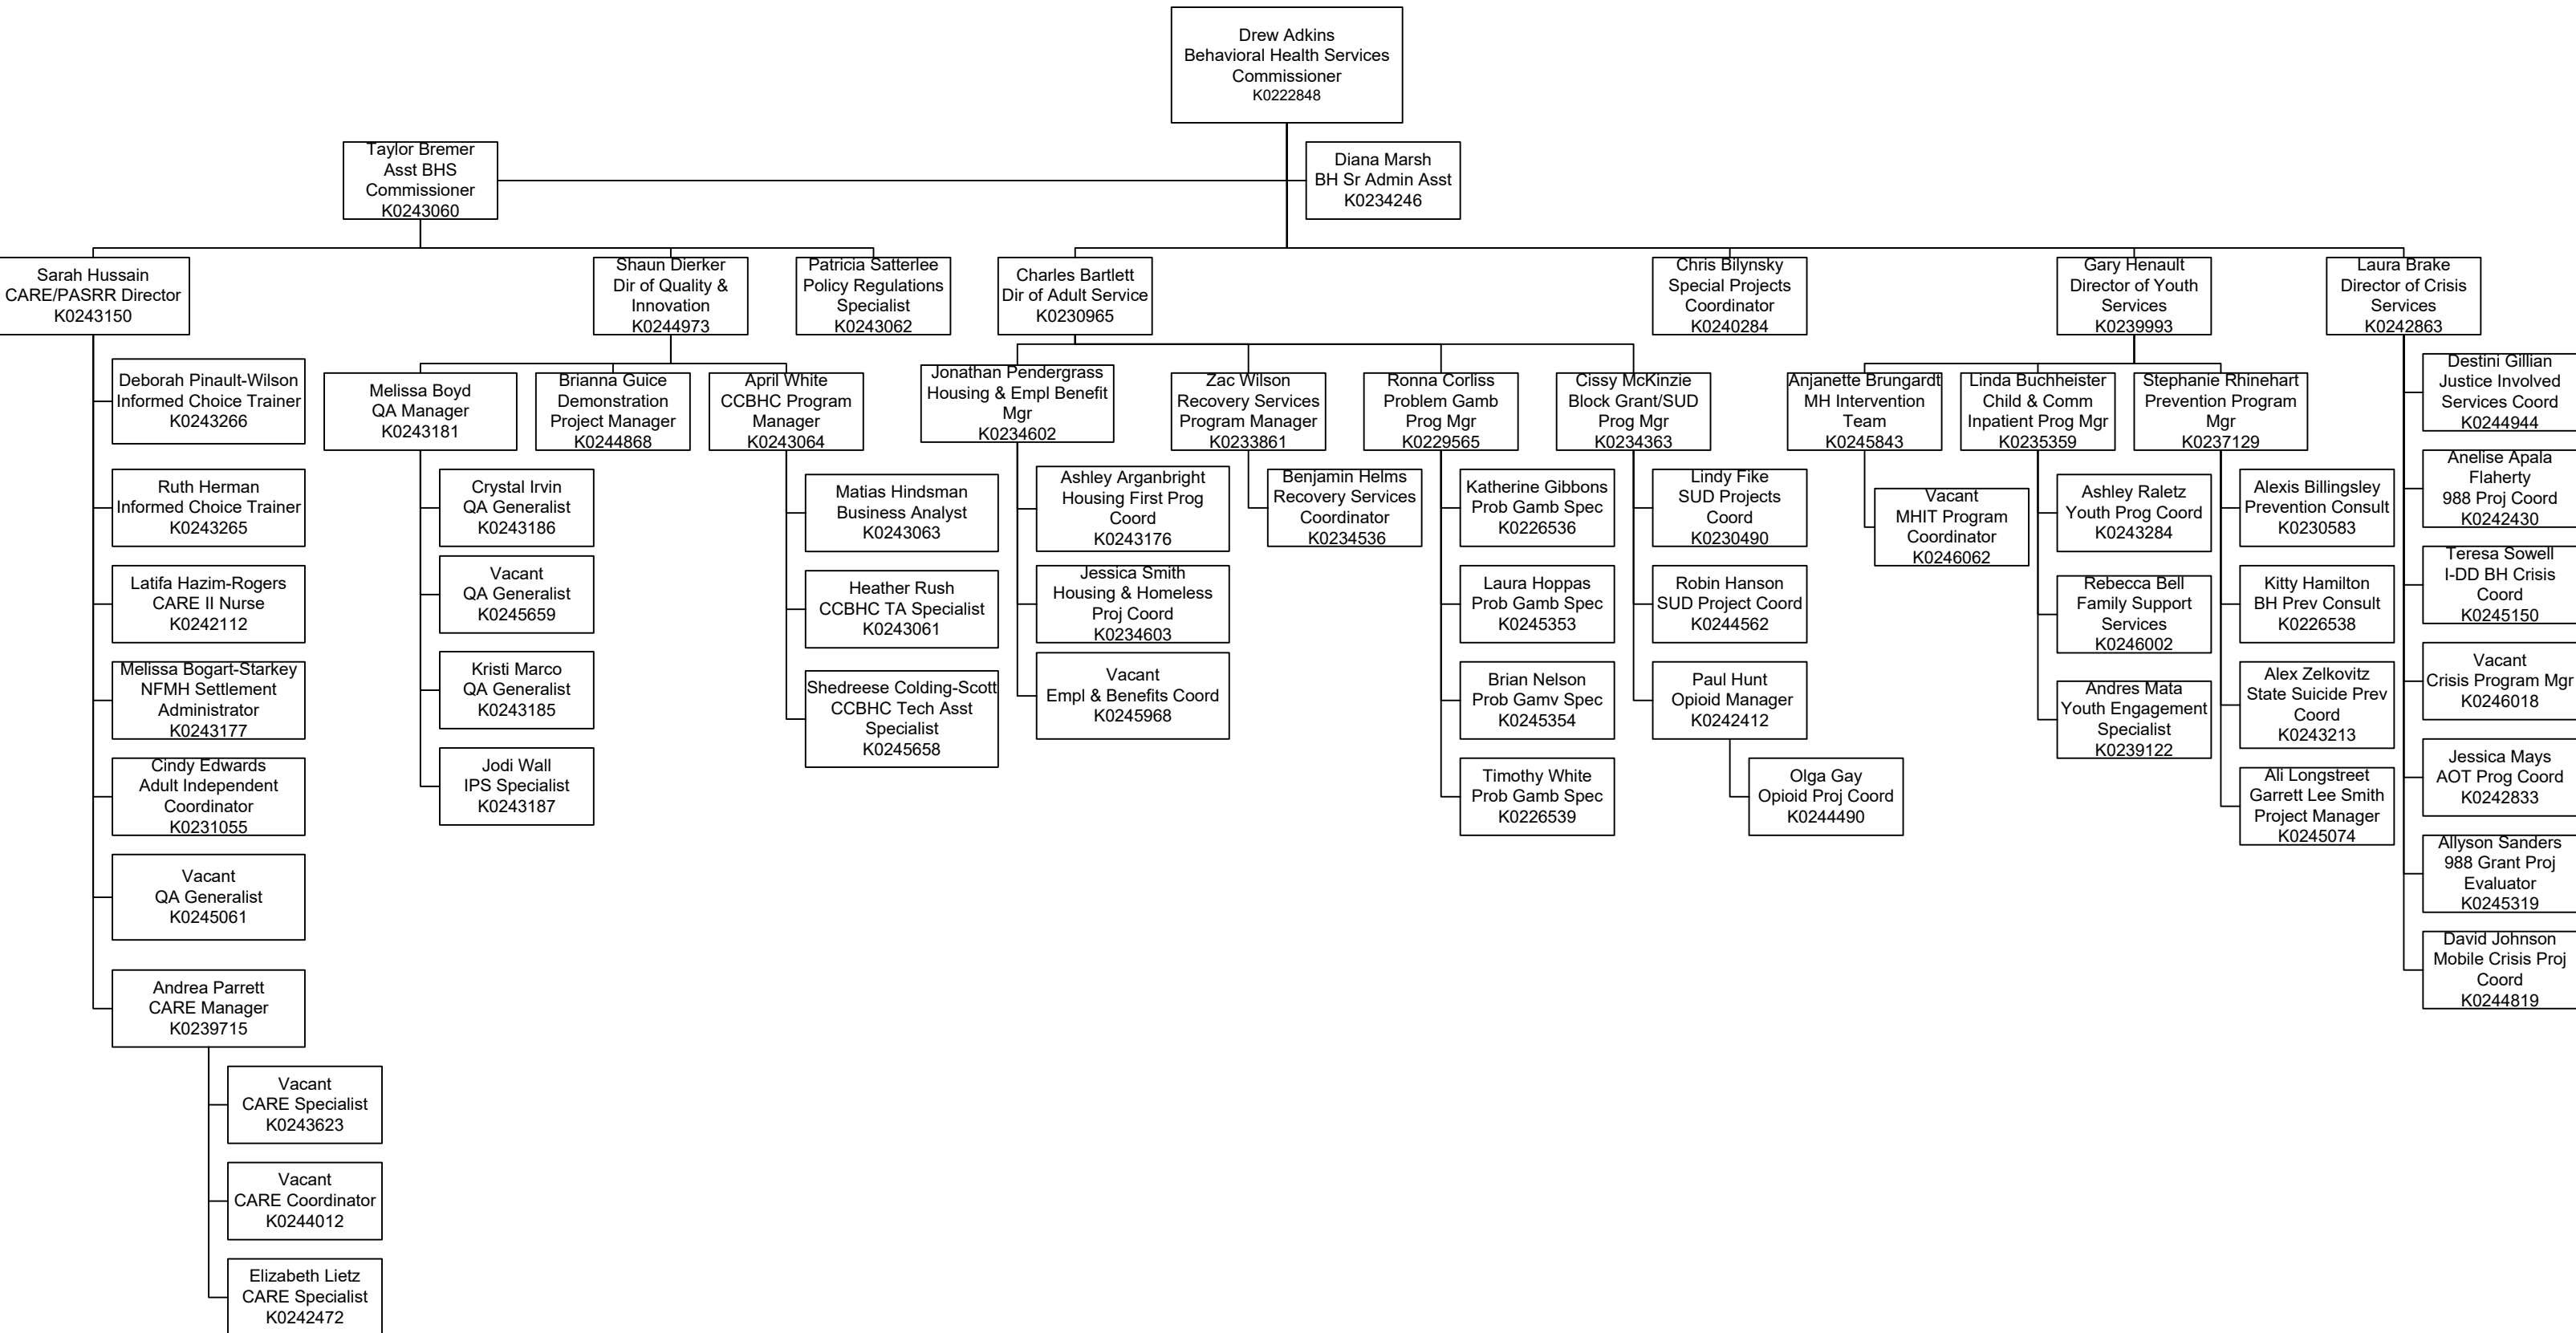 Drew Adkins
Behavioral Health Services
Commissioner
K0222848
Taylor Bremer
Asst BHS
Commissioner
K0243060
Diana Marsh
BH Sr Admin Asst
K0234246
Sarah Hussain
CARE/PASRR Director
K0243150
Shaun Dierker
Dir of Quality &
Innovation
K0244973
Patricia Satterlee
Policy Regulations
Specialist
K0243062
Charles Bartlett
Dir of Adult Service
K0230965
Chris Bilynsky
Special Projects
Coordinator
K0240284
Gary Henault
Director of Youth
Services
K0239993
Laura Brake
Director of Crisis
Services
K0242863
Deborah Pinault-Wilson
Informed Choice Trainer
K0243266
Ruth Herman
Informed Choice Trainer
K0243265
Latifa Hazim-Rogers
CARE II Nurse
K0242112
Melissa Bogart-Starkey
NFMH Settlement
Administrator
K0243177
Cindy Edwards
Adult Independent
Coordinator
K0231055
Vacant
QA Generalist
K0245061
Andrea Parrett
CARE Manager
K0239715
Vacant
CARE Specialist
K0243623
Vacant
CARE Coordinator
K0244012
Elizabeth Lietz
CARE Specialist
K0242472
Melissa Boyd
QA Manager
K0243181
Crystal Irvin
QA Generalist
K0243186
Vacant
QA Generalist
K0245659
Kristi Marco
QA Generalist
K0243185
Jodi Wall
IPS Specialist
K0243187
Brianna Guice
Demonstration
Project Manager
K0244868
April White
CCBHC Program
Manager
K0243064
Matias Hindsman
Business Analyst
K0243063
Heather Rush
CCBHC TA Specialist
K0243061
Shedreese Colding-Scott
CCBHC Tech Asst
Specialist
K0245658
Jonathan Pendergrass
Housing & Empl Benefit
Mgr
K0234602
Ashley Arganbright
Housing First Prog
Coord
K0243176
Jessica Smith
Housing & Homeless
Proj Coord
K0234603
Vacant
Empl & Benefits Coord
K0245968
Zac Wilson
Recovery Services
Program Manager
K0233861
Benjamin Helms
Recovery Services
Coordinator
K0234536
Ronna Corliss
Problem Gamb
Prog Mgr
K0229565
Katherine Gibbons
Prob Gamb Spec
K0226536
Laura Hoppas
Prob Gamb Spec
K0245353
Brian Nelson
Prob Gamv Spec
K0245354
Timothy White
Prob Gamb Spec
K0226539
Cissy McKinzie
Block Grant/SUD
Prog Mgr
K0234363
Lindy Fike
SUD Projects
Coord
K0230490
Robin Hanson
SUD Project Coord
K0244562
Paul Hunt
Opioid Manager
K0242412
Olga Gay
Opioid Proj Coord
K0244490
Anjanette Brungardt
MH Intervention
Team
K0245843
Vacant
MHIT Program
Coordinator
K0246062
Linda Buchheister
Child & Comm
Inpatient Prog Mgr
K0235359
Ashley Raletz
Youth Prog Coord
K0243284
Rebecca Bell
Family Support
Services
K0246002
Andres Mata
Youth Engagement
Specialist
K0239122
Stephanie Rhinehart
Prevention Program
Mgr
K0237129
Alexis Billingsley
Prevention Consult
K0230583
Kitty Hamilton
BH Prev Consult
K0226538
Alex Zelkovitz
State Suicide Prev
Coord
K0243213
Ali Longstreet
Garrett Lee Smith
Project Manager
K0245074
Destini Gillian
Justice Involved
Services Coord
K0244944
Anelise Apala
Flaherty
988 Proj Coord
K0242430
Teresa Sowell
I-DD BH Crisis
Coord
K0245150
Vacant
Crisis Program Mgr
K0246018
Jessica Mays
AOT Prog Coord
K0242833
Allyson Sanders
988 Grant Proj
Evaluator
K0245319
David Johnson
Mobile Crisis Proj
Coord
K0244819